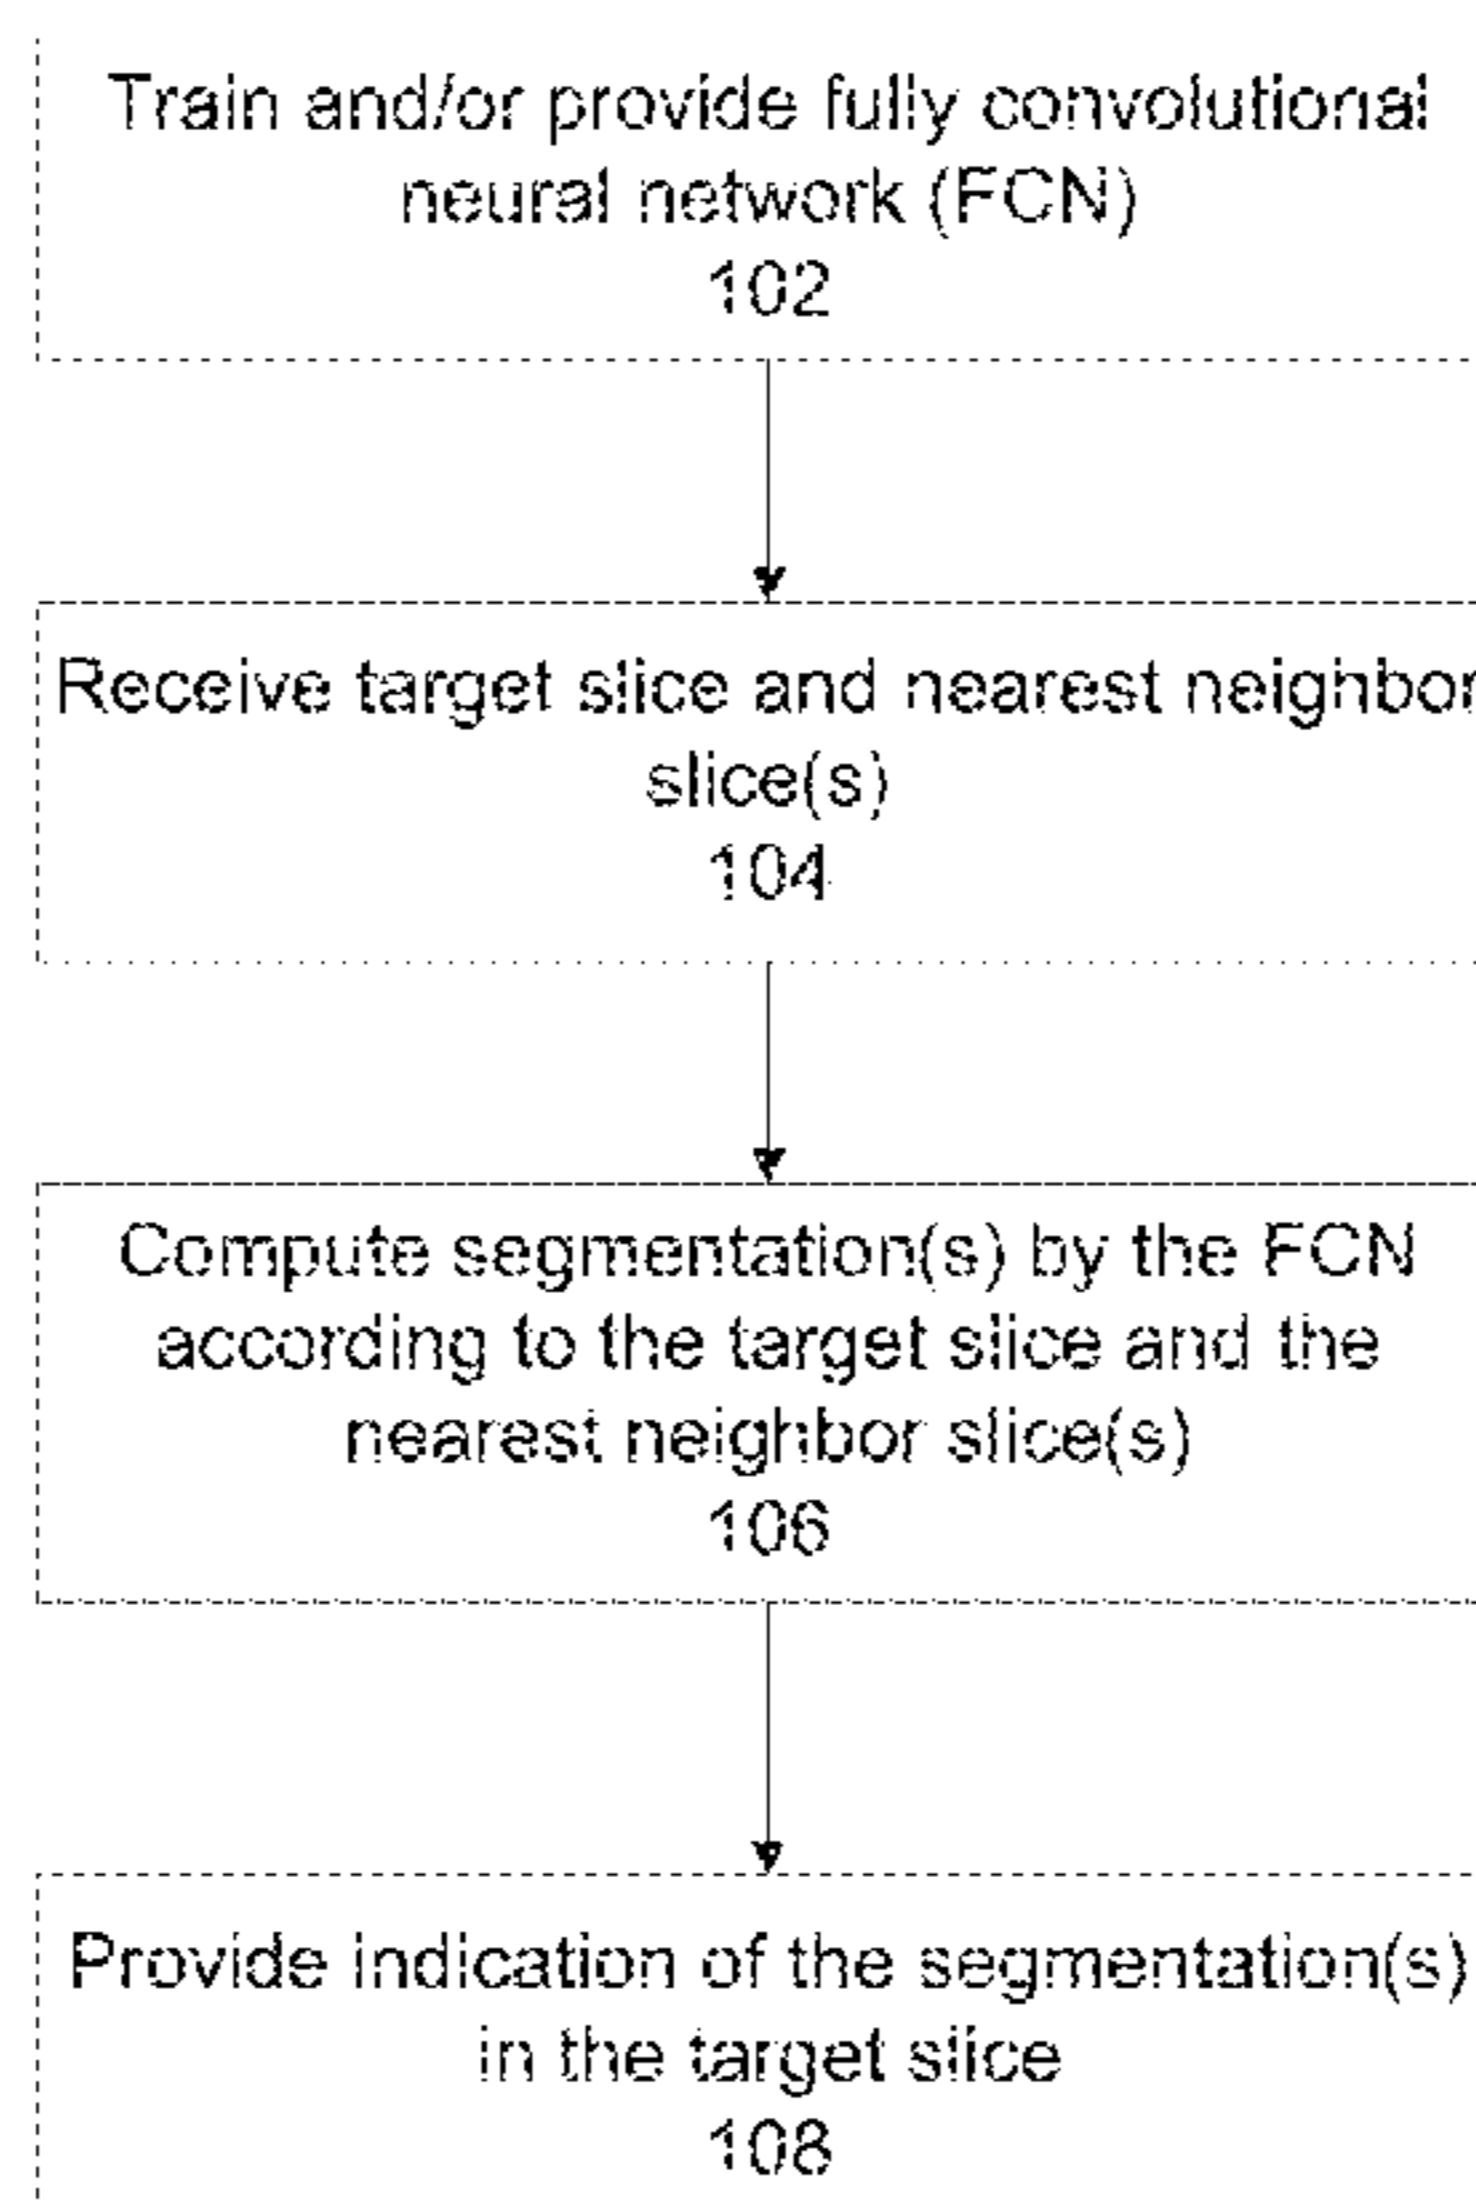 Train and/or provide fully convolutional
neural network (FCN)
102
Receive target slice and nearest neighbor
slice(s)
104
Compute segmentation(s) by the FCN
according to the target slice and the
nearest neighbor slice(s)
106
Provide indication of the segmentation(s)
in the target slice
108